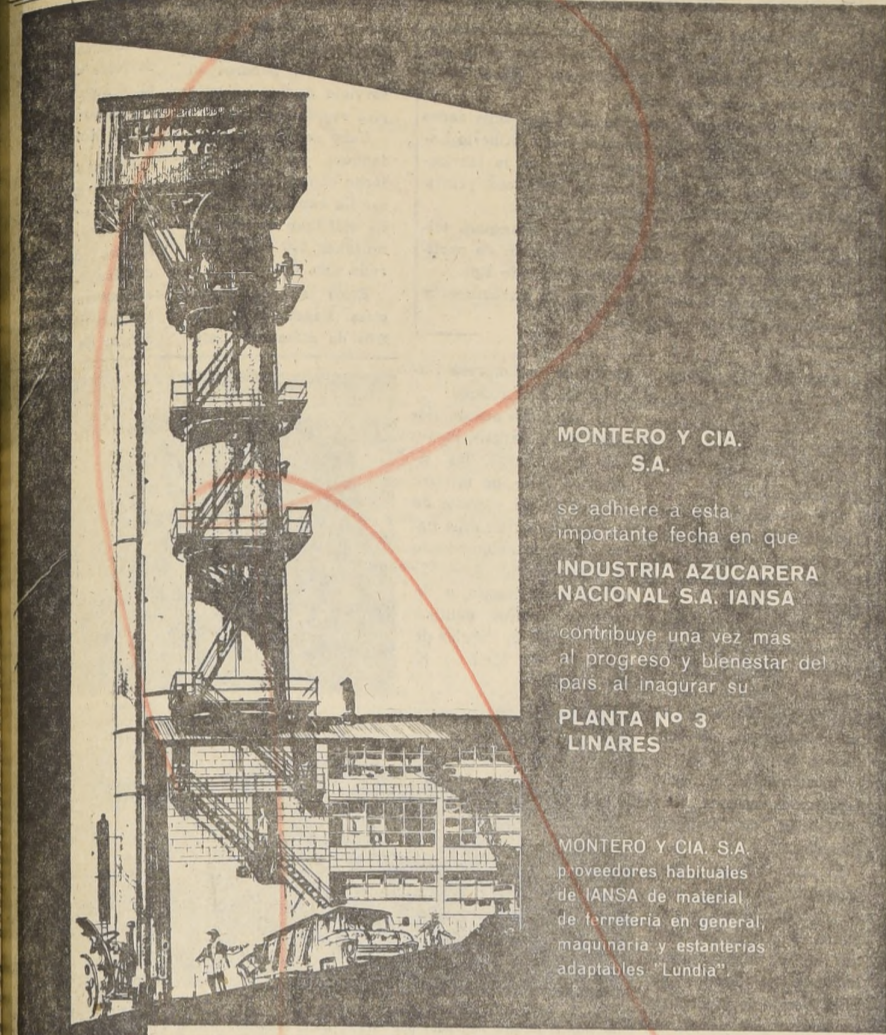 MONTERO Y CIA.
S.A.
se adhiere a esta
importante fecha en que
INDUSTRIA AZUCARERA
NACIONAL S.A. IANSA
contribuye una vez mas
al progreso y bienestar del
país, al inagurar su
PLANTA Nº 3
LINARES
MONTERO Y CIA. S.A.
proveedores habituales
de IANSA de material
de ferretería en general,
maquinaria y estanterías
adaptables "Lundia".